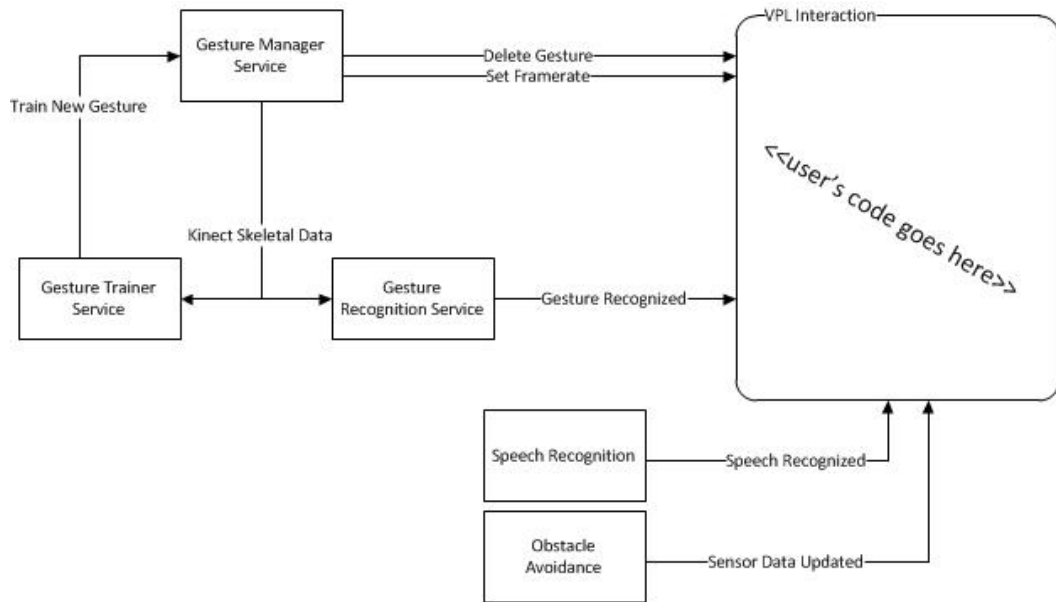 VPL Interaction
Gesture Manager
Service
Delete Gesture
Set Framerate
Train New Gesture
<<user's code goes here>>
Kinect Skeletal Data
Gesture Trainer
Service
Gesture
Recognition Service
Gesture Recognized
Speech Recognition
Speech Recognized
Obstacle
Avoidance
Sensor Data Updated